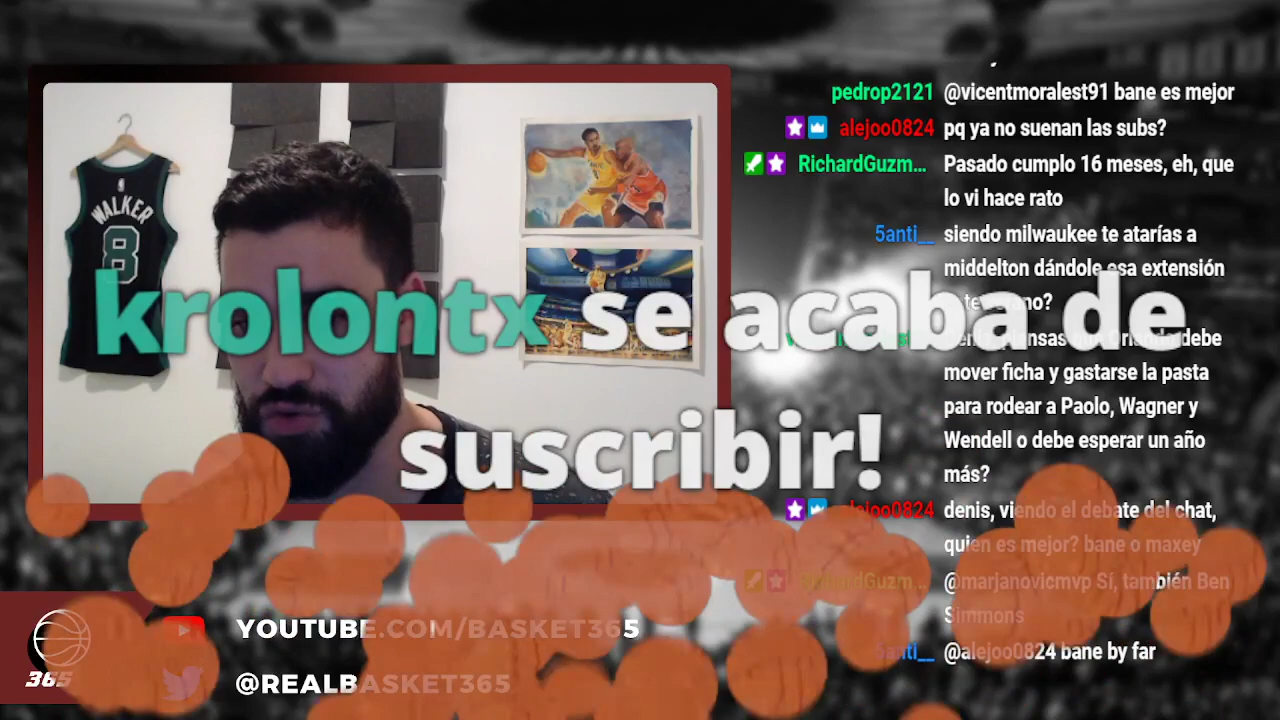 WALKER
8
krolontx se acaba de
suscribir!
pedrop2121 @vicentmoralest91 bane es mejor
alejoo0824 pq ya no suenan las subs?
RichardGuzm... Pasado cumplo 16 meses, eh, que
lo vi hace rato
5anti__ siendo milwaukee te atarías a
middelton dándole esa extensión
debe
mover ficha y gastarse la pasta
para rodear a Paolo, Wagner y
Wendell o debe esperar un año
más?
alejoo0824 denis, viendo el debate del chat,
quien es mejor? bane o maxey
RichardGuzm... @marjanovicmvp Sí, también Ben
Simmons
5anti__ @alejoo0824 bane by far
365
YOUTUBE.COM/BASKET365
@REALBASKET365